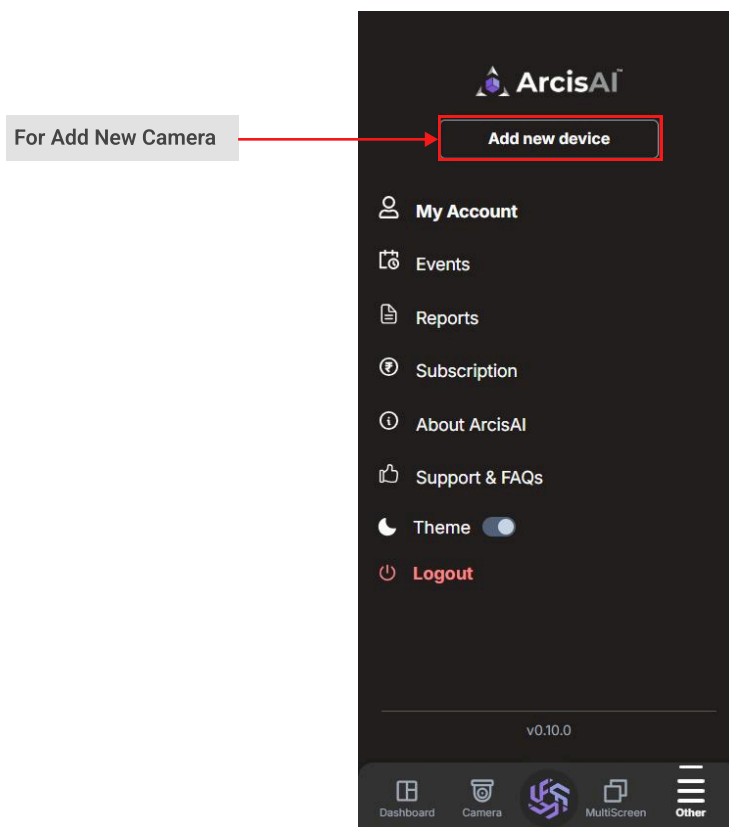 ArcisAI™
For Add New Camera
Add new device
My Account
Events
Reports
Subscription
About ArcisAI
Support & FAQs
Theme
Logout
v0.10.0
Dashboard
Camera
MultiScreen
Other